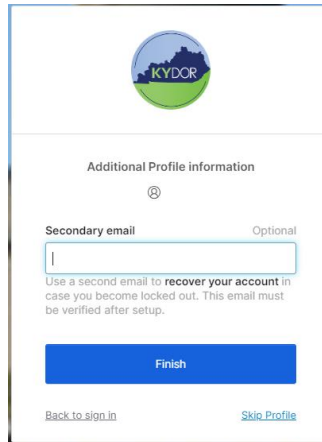 KYDOR
Additional Profile information
Secondary email Optional
Use a second email to recover your account in
case you become locked out. This email must
be verified after setup.
Finish
Back to sign in Skip Profile